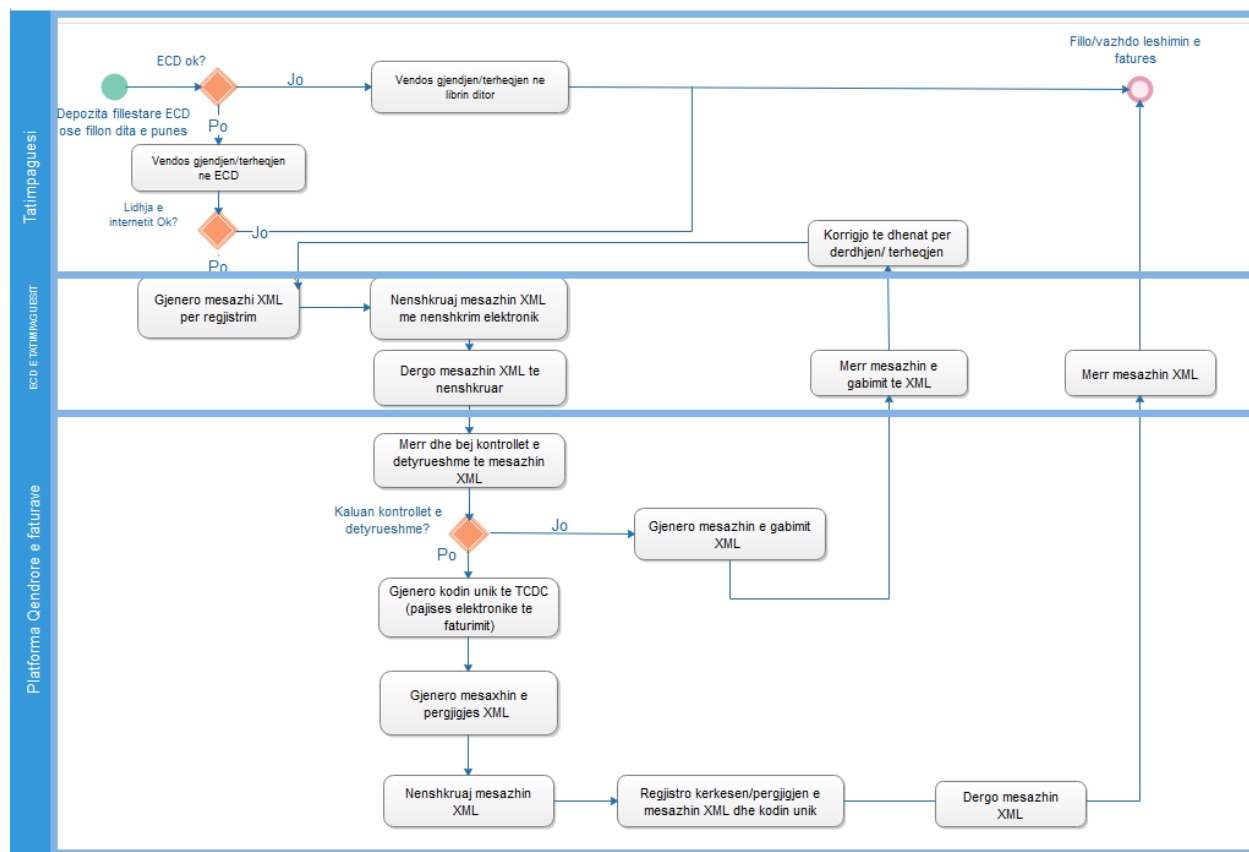 Tatimpaguesi
ECD ok?
Jo
Vendos gjendjen/terheqjen ne
librin ditor
Fillo/vazhdo leshimin e
fatures
Depozita fillestare ECD
ose fillon dita e punes
Po
Vendos gjendjen/terheqjen
ne ECD
Lidhja e
internetit Ok?
Jo
Po
Korrigjo te dhenat per
derdhjen/ terheqjen
ECD E TATIMPAGUESIT
Gjenero mesazhi XML
per regjistrim
Nenshkruaj mesazhin XML
me nenshkrim elektronik
Dergo mesazhin XML te
nenshkruar
Merr mesazhin e
gabimit te XML
Merr mesazhin XML
Platforma Qendrore e faturave
Merr dhe bej kontrollet e
detyrueshme te mesazhin
XML
Kaluan kontrollet e
detyrueshme?
Jo
Gjenero mesazhin e gabimit
XML
Po
Gjenero kodin unik te TCDC
(pajises elektronike te
faturimit)
Gjenero mesaxhin e
pergjigjes XML
Nenshkruaj mesazhin
XML
Regjistro kerkesen/pergjigjen e
mesazhin XML dhe kodin unik
Dergo mesazhin
XML